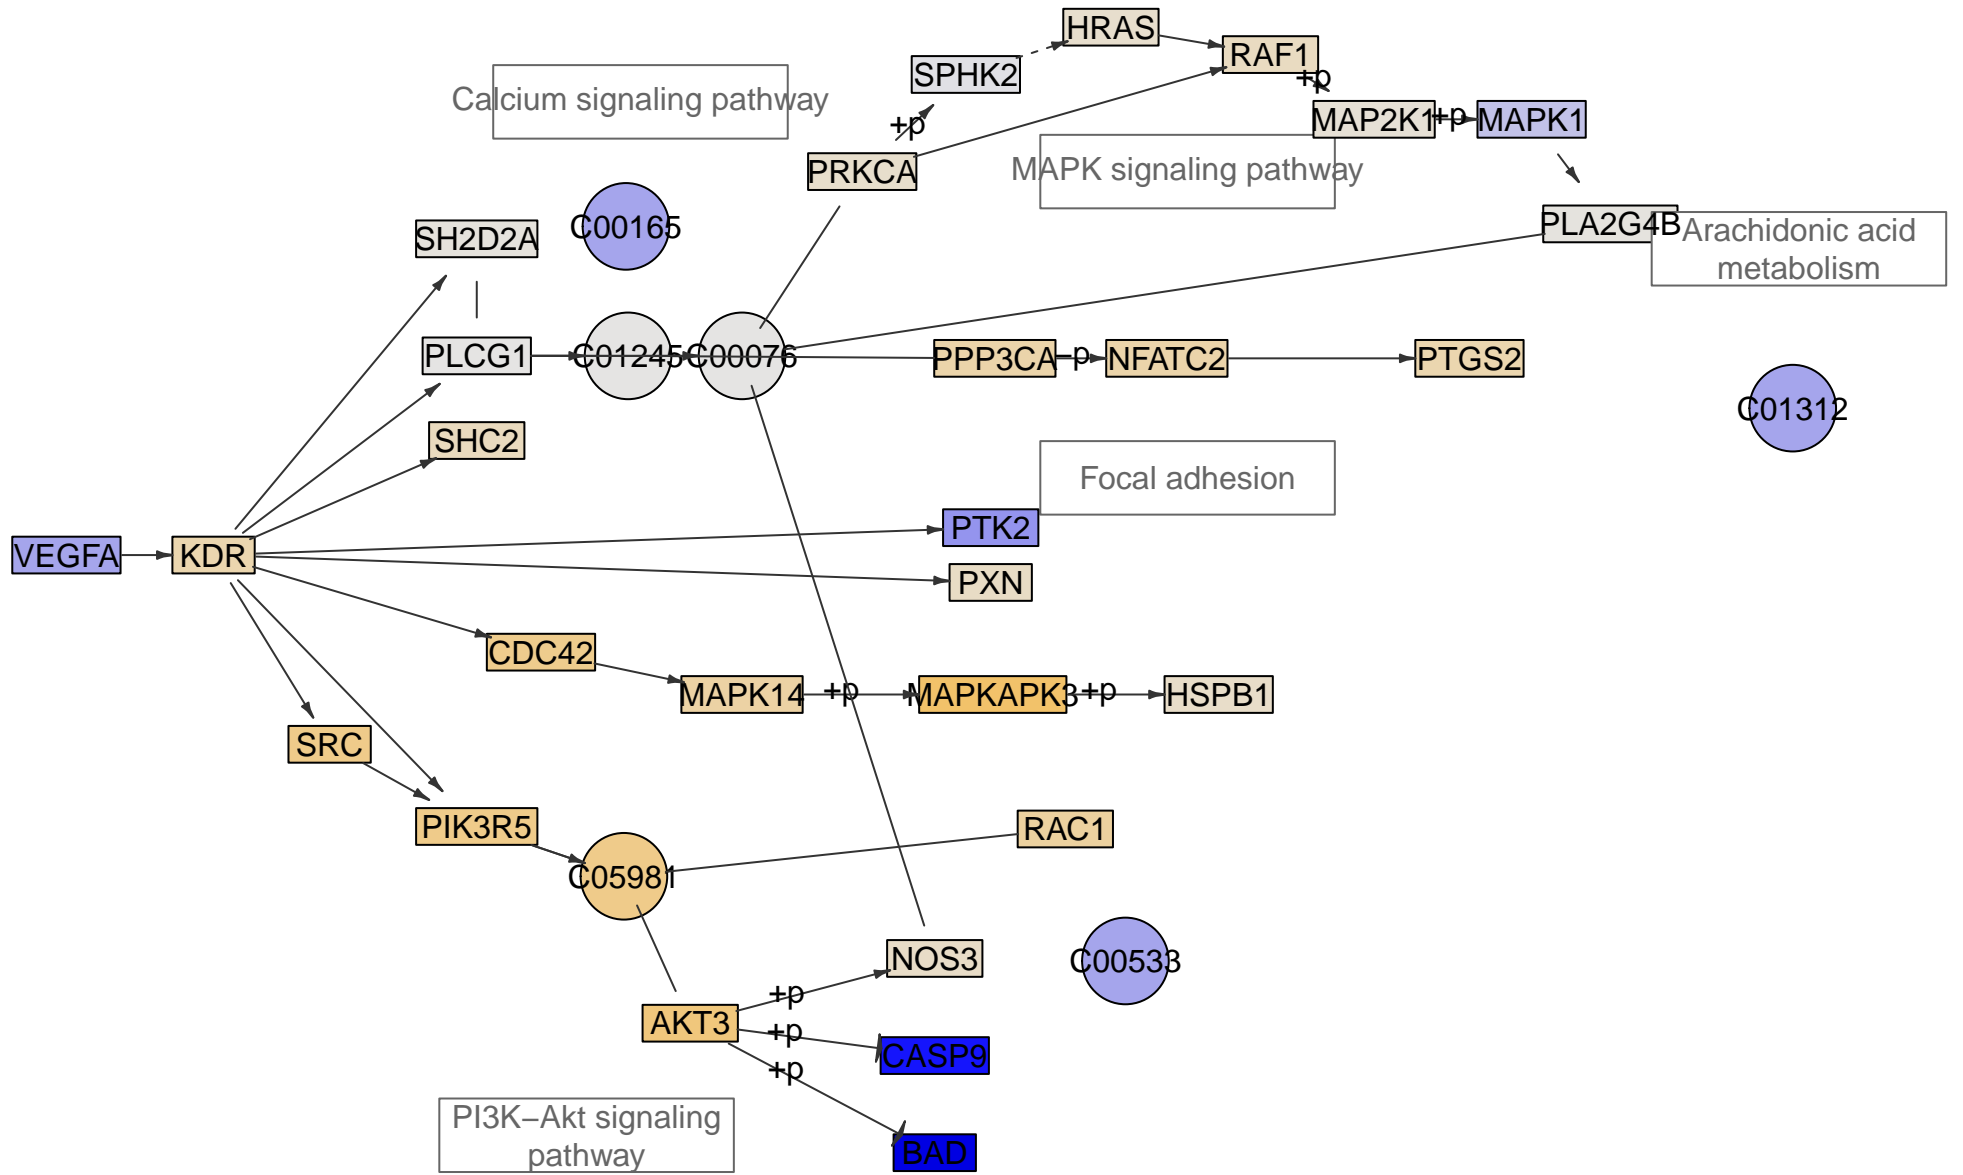 HRAS
RAF1
SPHK2
+p
Calcium signaling pathway
MAP2K1
+p
MAPK1
+p
PRKCA
MAPK signaling pathway
C00165
SH2D2A
PLA2G4B
Arachidonic acid
metabolism
PLCG1
C01245
C00076
PPP3CA
−p
NFATC2
PTGS2
C01312
SHC2
Focal adhesion
PTK2
VEGFA
KDR
PXN
CDC42
MAPK14
+p
MAPKAPK3
+p
HSPB1
SRC
PIK3R5
RAC1
C05981
NOS3
C00533
+p
AKT3
+p
CASP9
+p
PI3K−Akt signaling
pathway
BAD